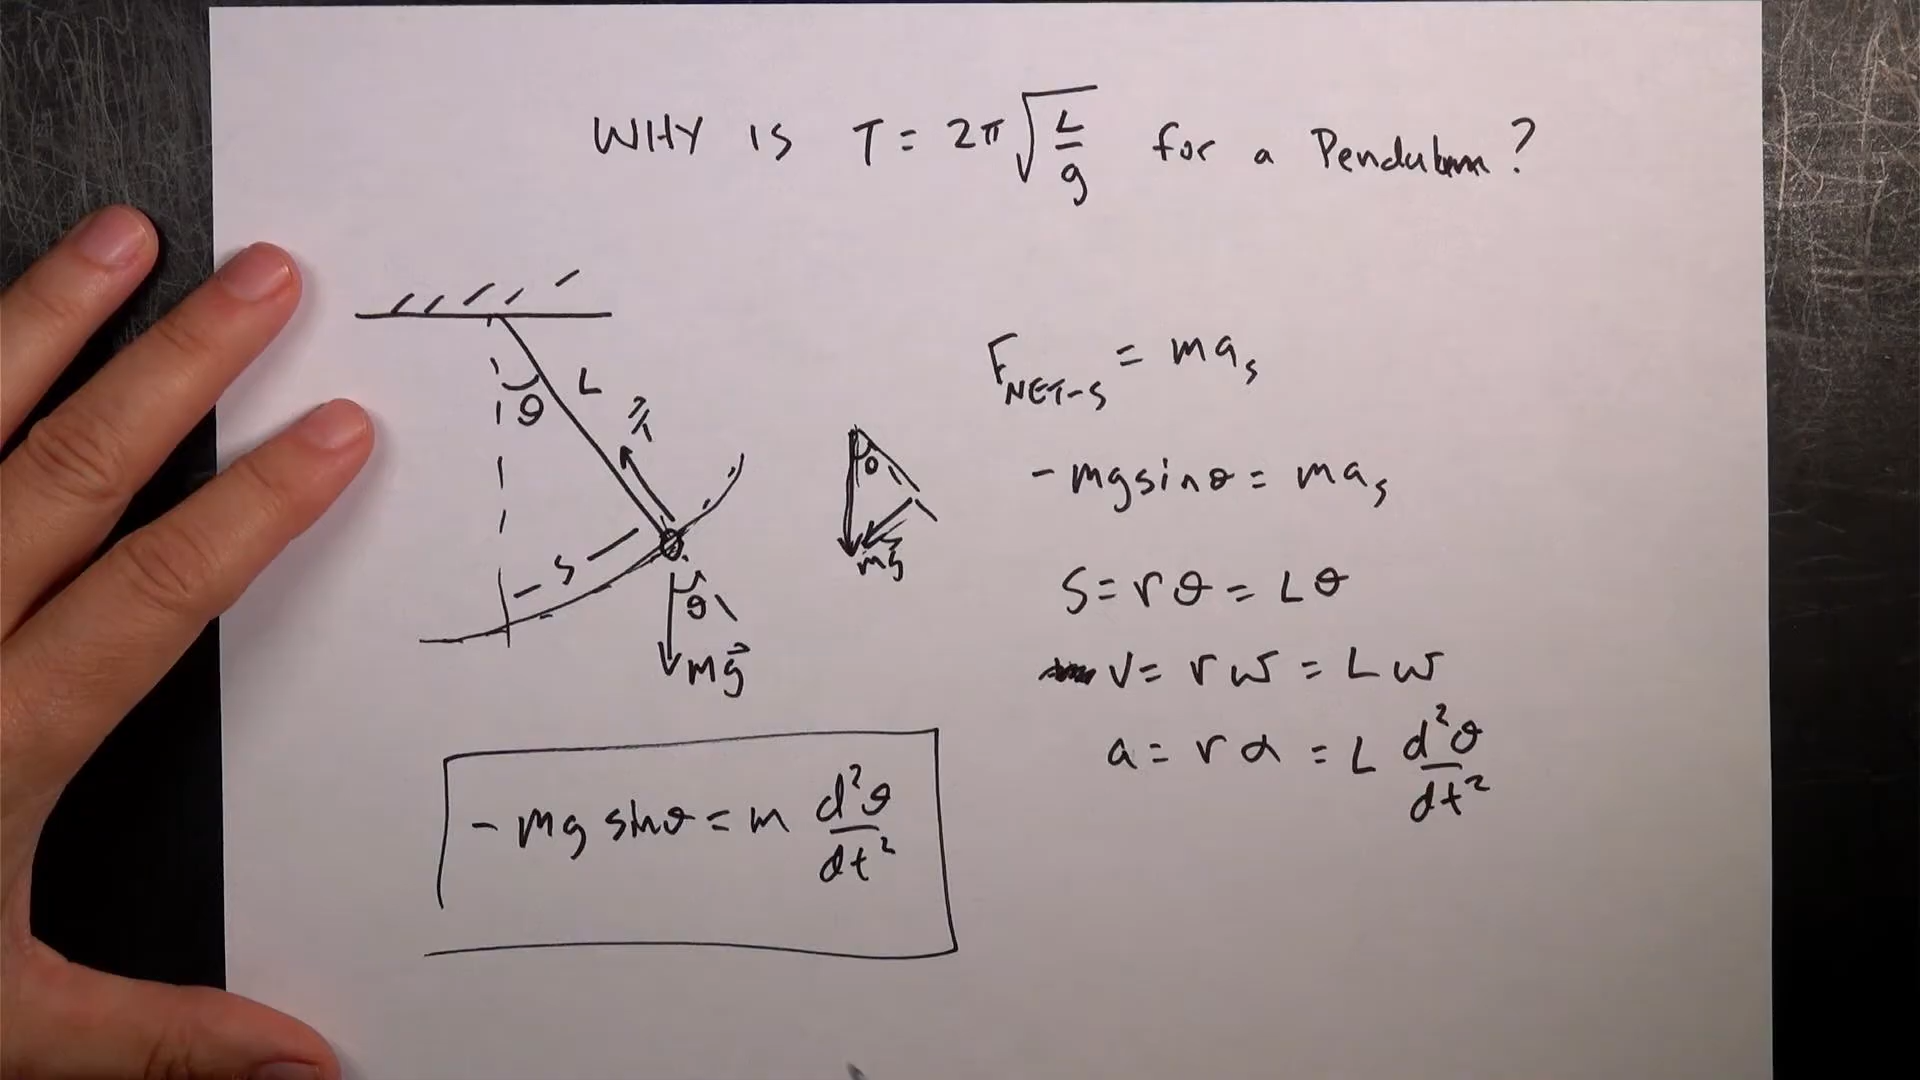 WHY IS T = 2π√(L/g) for a Pendulum?
θ
L
T
s
θ
mg⃗
θ
mg⃗
F_NET-S = ma_s
-mg sinθ = ma_s
S = rθ = Lθ
v = rω = Lω
a = rα = L d²θ/dt²
-mg sinθ = m d²θ/dt²